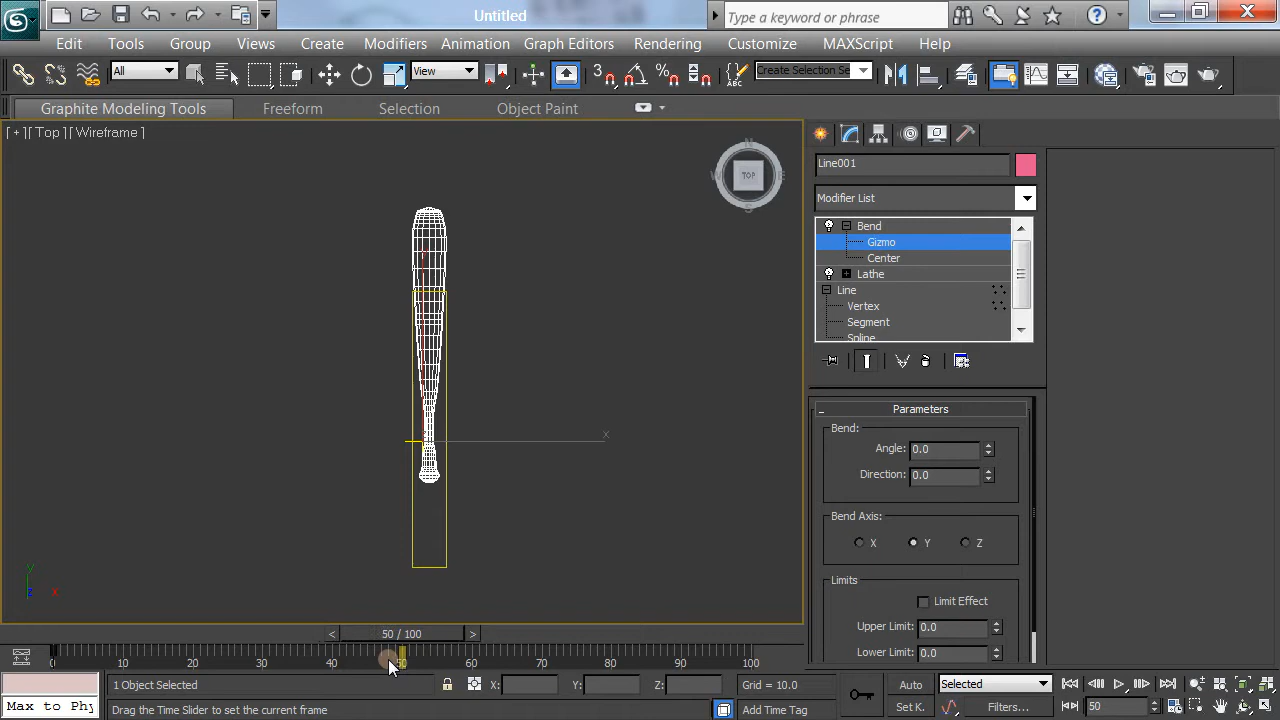 Untitled
Type a keyword or phrase
Edit Tools Group Views Create Modifiers Animation Graph Editors Rendering Customize MAXScript Help
All View Create Selection Se
Graphite Modeling Tools Freeform Selection Object Paint
[ + ][ Top ][ Wireframe ]
N
W TOP E
S
Line001
Modifier List
Bend
Gizmo
Center
Lathe
Line
Vertex
Segment
Spline
Parameters
Bend:
Angle: 0.0
Direction: 0.0
Bend Axis:
X Y Z
Limits
Limit Effect
Upper Limit: 0.0
Lower Limit: 0.0
x
y
z x
< 50 / 100 >
0 10 20 30 40 50 60 70 80 90 100
1 Object Selected X: Y: Z: Grid = 10.0 Auto Selected
Max to Phy Drag the Time Slider to set the current frame Add Time Tag Set K. Filters... 50